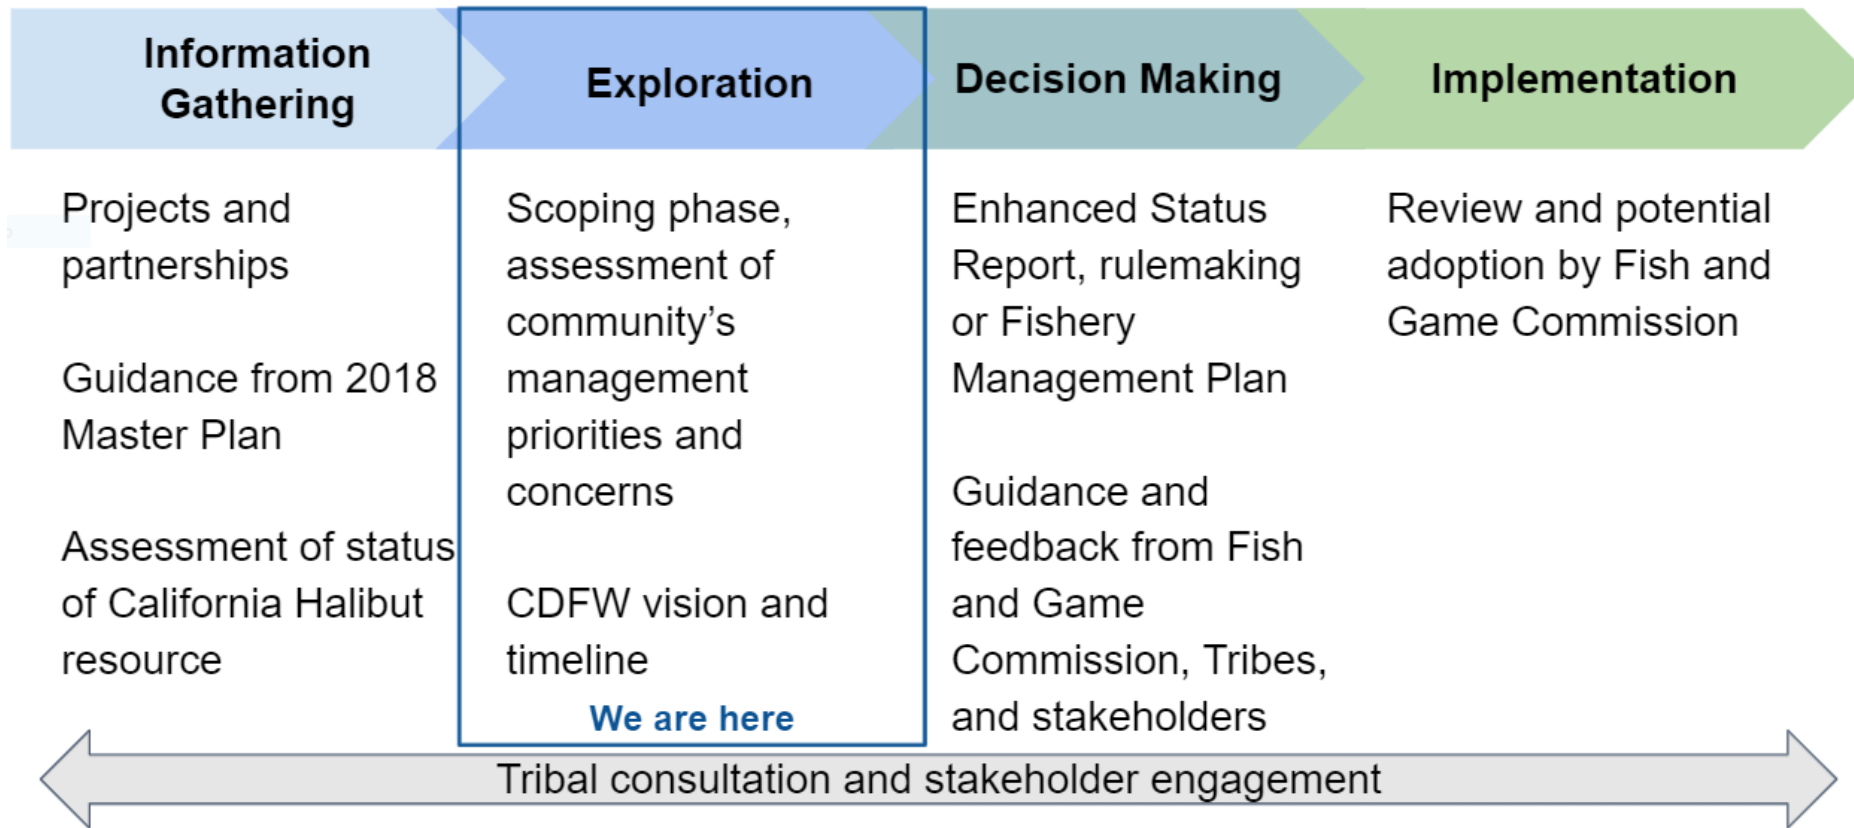 Information
Gathering
Exploration
Decision Making
Implementation
Projects and
partnerships
Guidance from 2018
Master Plan
Assessment of status
of California Halibut
resource
Scoping phase,
assessment of
community's
management
priorities and
concerns
CDFW vision and
timeline
We are here
Enhanced Status
Report, rulemaking
or Fishery
Management Plan
Guidance and
feedback from Fish
and Game
Commission, Tribes,
and stakeholders
Review and potential
adoption by Fish and
Game Commission
Tribal consultation and stakeholder engagement